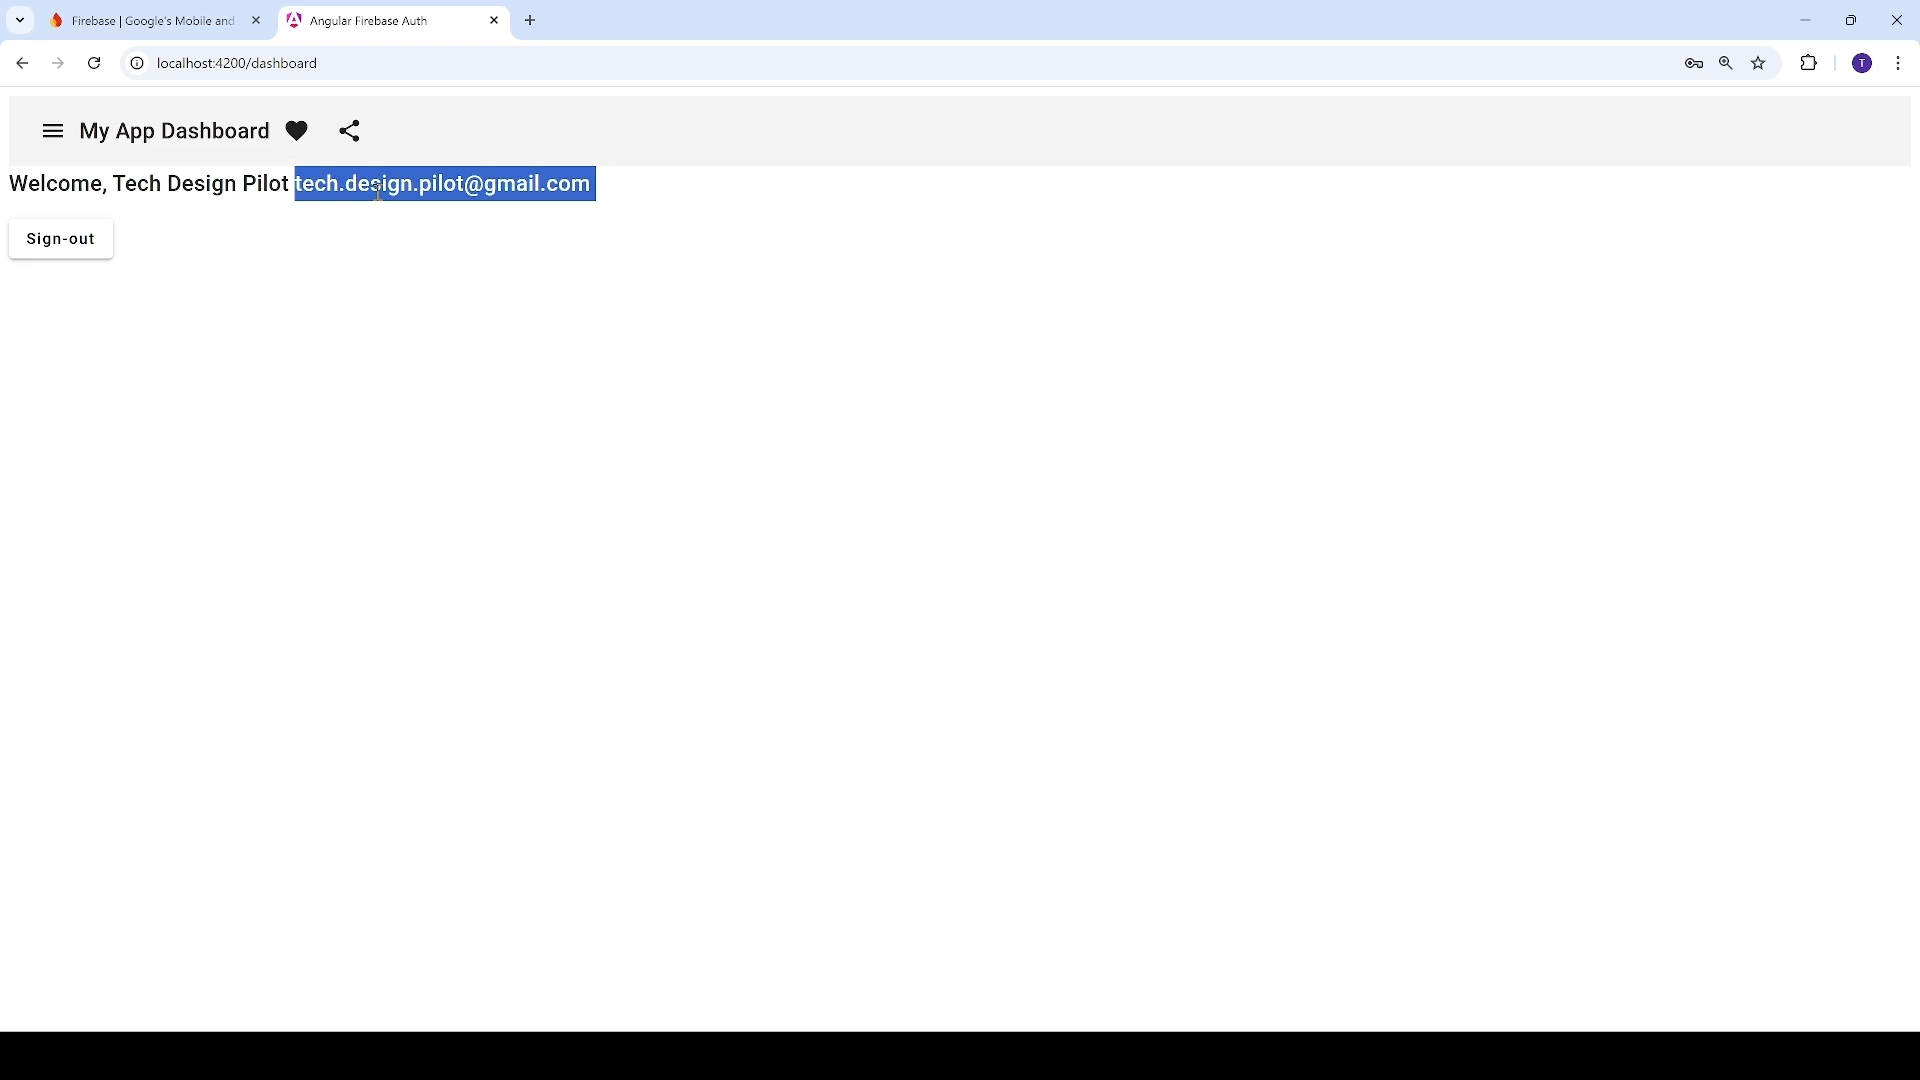 Firebase | Google's Mobile and
Angular Firebase Auth
localhost:4200/dashboard
T
My App Dashboard
Welcome, Tech Design Pilot tech.design.pilot@gmail.com
Sign-out